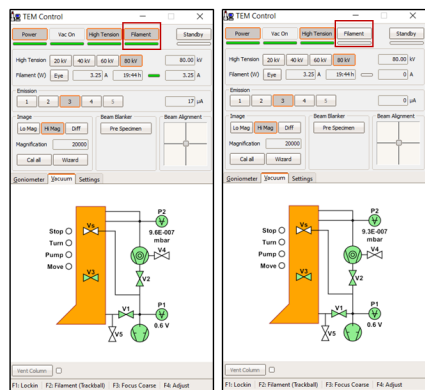 TEM Control
Power Vac On High Tension Filament Standby
High Tension 20 kV 40 kV 60 kV 80 kV 80.00 kV
Filament (W) Eye 3.25 A 19:44 h 3.25 A
Emission
1 2 3 4 5 17 µA
Image Beam Blanker Beam Alignment
Lo Mag Hi Mag Diff Pre Specimen
Magnification 20000
Cal all Wizard
Goniometer Vacuum Settings
P2
9.6E-007
mbar
Vs
V4
Stop
Turn
Pump
Move
V3
V2
V1
P1
0.6 V
V5
Vent Column
F1: Lockin F2: Filament (Trackball) F3: Focus Coarse F4: Adjust
TEM Control
Power Vac On High Tension Filament Standby
High Tension 20 kV 40 kV 60 kV 80 kV 80.00 kV
Filament (W) Eye 3.25 A 19:44 h 0 A
Emission
1 2 3 4 5 0 µA
Image Beam Blanker Beam Alignment
Lo Mag Hi Mag Diff Pre Specimen
Magnification 20000
Cal all Wizard
Goniometer Vacuum Settings
P2
9.3E-007
mbar
Vs
V4
Stop
Turn
Pump
Move
V3
V2
V1
P1
0.6 V
V5
Vent Column
F1: Lockin F2: Filament (Trackball) F3: Focus Coarse F4: Adjust